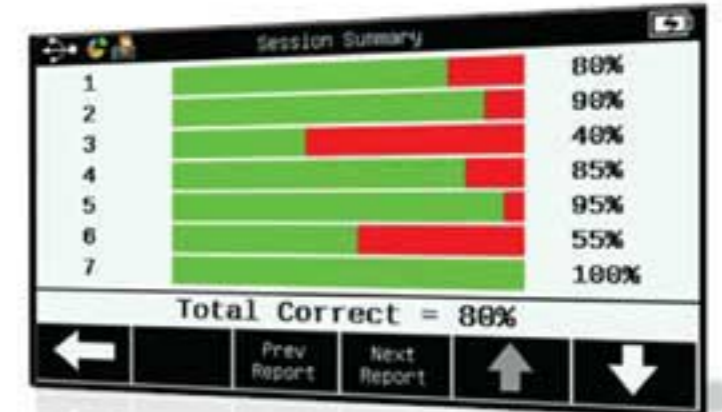 Session Summary
1 80%
2 90%
3 40%
4 85%
5 95%
6 55%
7 100%
Total Correct = 80%
Prev Report
Next Report